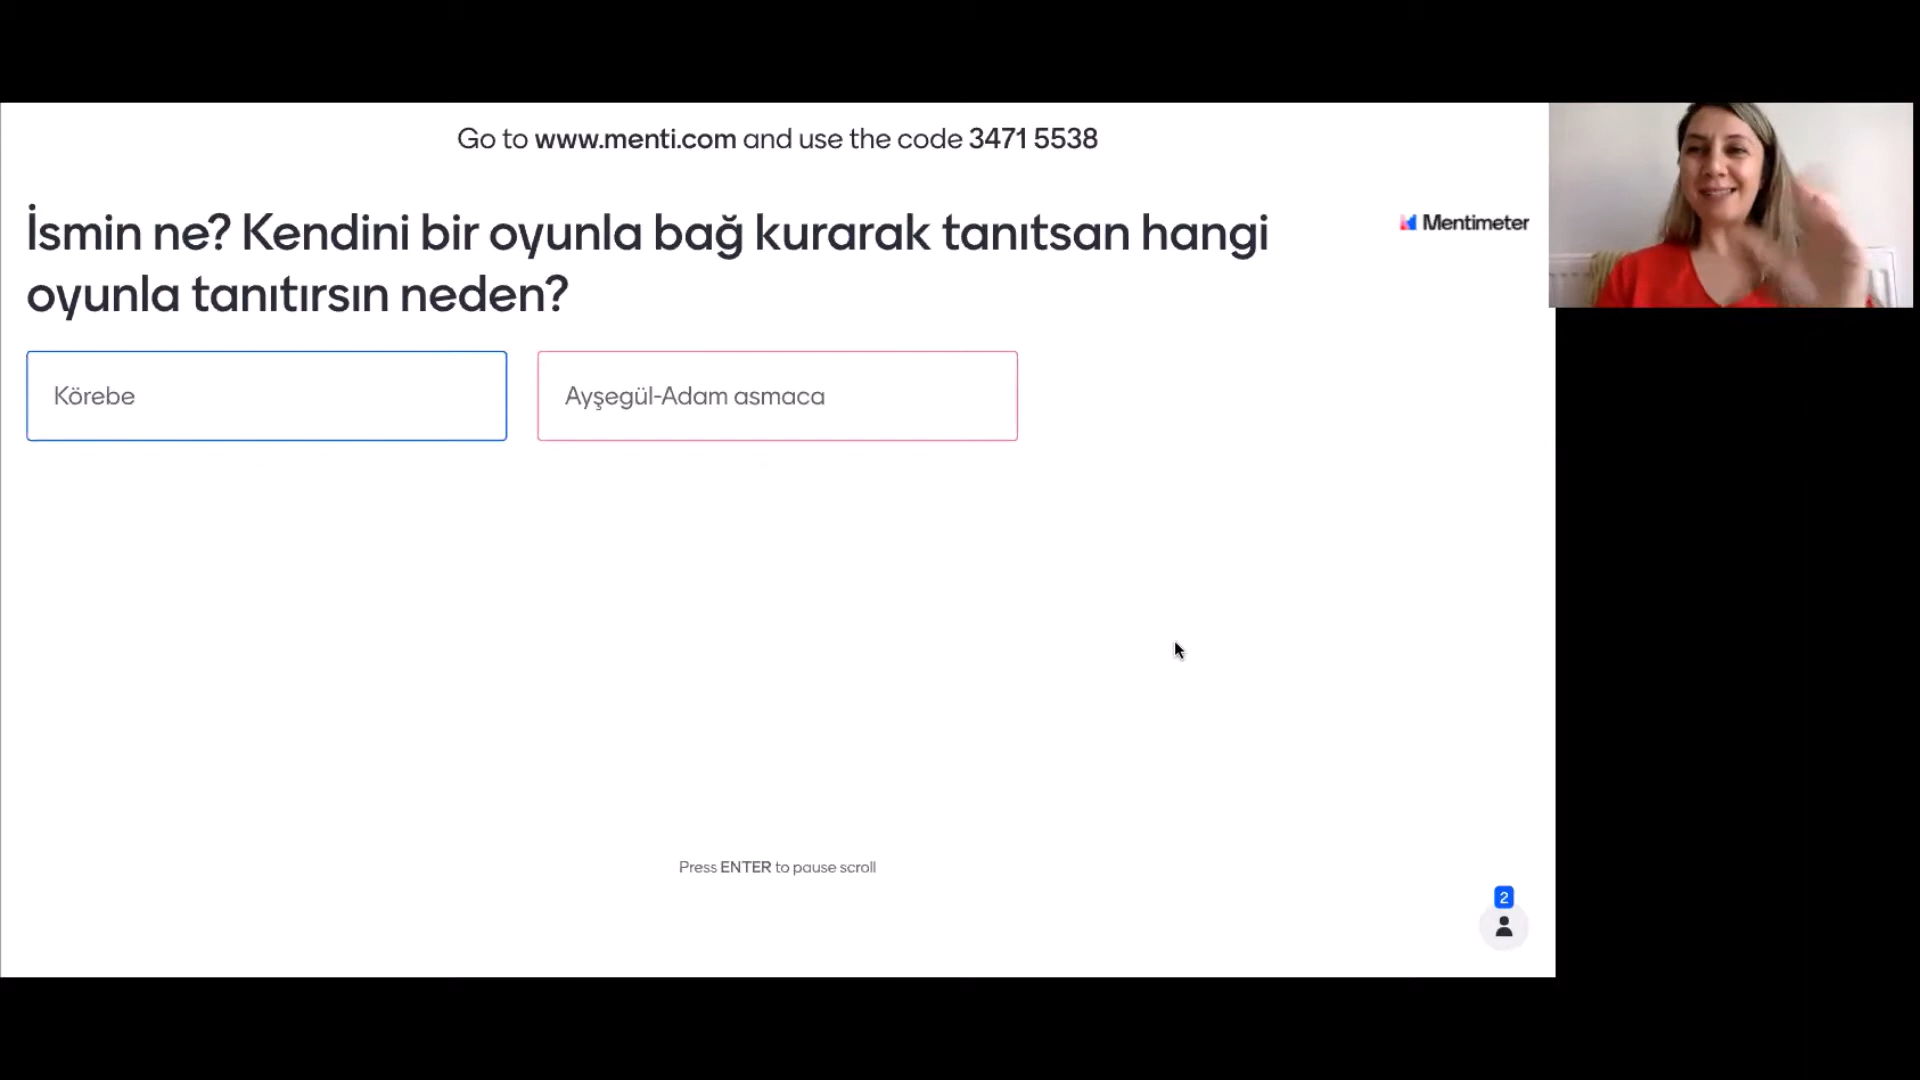 Go to www.menti.com and use the code 3471 5538
İsmin ne? Kendini bir oyunla bağ kurarak tanıtsan hangi
oyunla tanıtırsın neden?
Mentimeter
Körebe
Ayşegül-Adam asmaca
Press ENTER to pause scroll
2